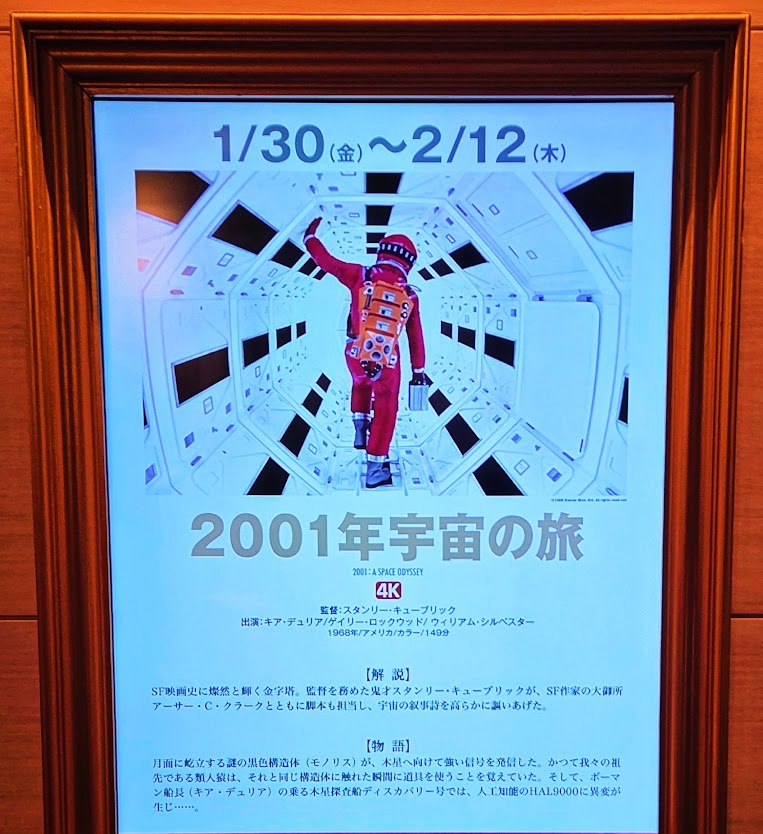 1/30(金)~2/12(木)
© 1968 Warner Bros. Ent. All rights reserved.
2001年宇宙の旅
2001:A SPACE ODYSSEY
4K
監督:スタンリー・キューブリック
出演:キア・デュリア/ゲイリー・ロックウッド/ ウィリアム・シルベスター
1968年/アメリカ/カラー/149分
【解 説】
SF映画史に燦然と輝く金字塔。監督を務めた鬼才スタンリー・キューブリックが、SF作家の大御所
アーサー・C・クラークとともに脚本も担当し、宇宙の叙事詩を高らかに謳いあげた。
【物 語】
月面に屹立する謎の黒色構造体(モノリス)が、木星へ向けて強い信号を発信した。かつて我々の祖
先である類人猿は、それと同じ構造体に触れた瞬間に道具を使うことを覚えていた。そして、ボーマ
ン船長(キア・デュリア)の乗る木星探査船ディスカバリー号では、人工知能のHAL9000に異変が
生じ……。